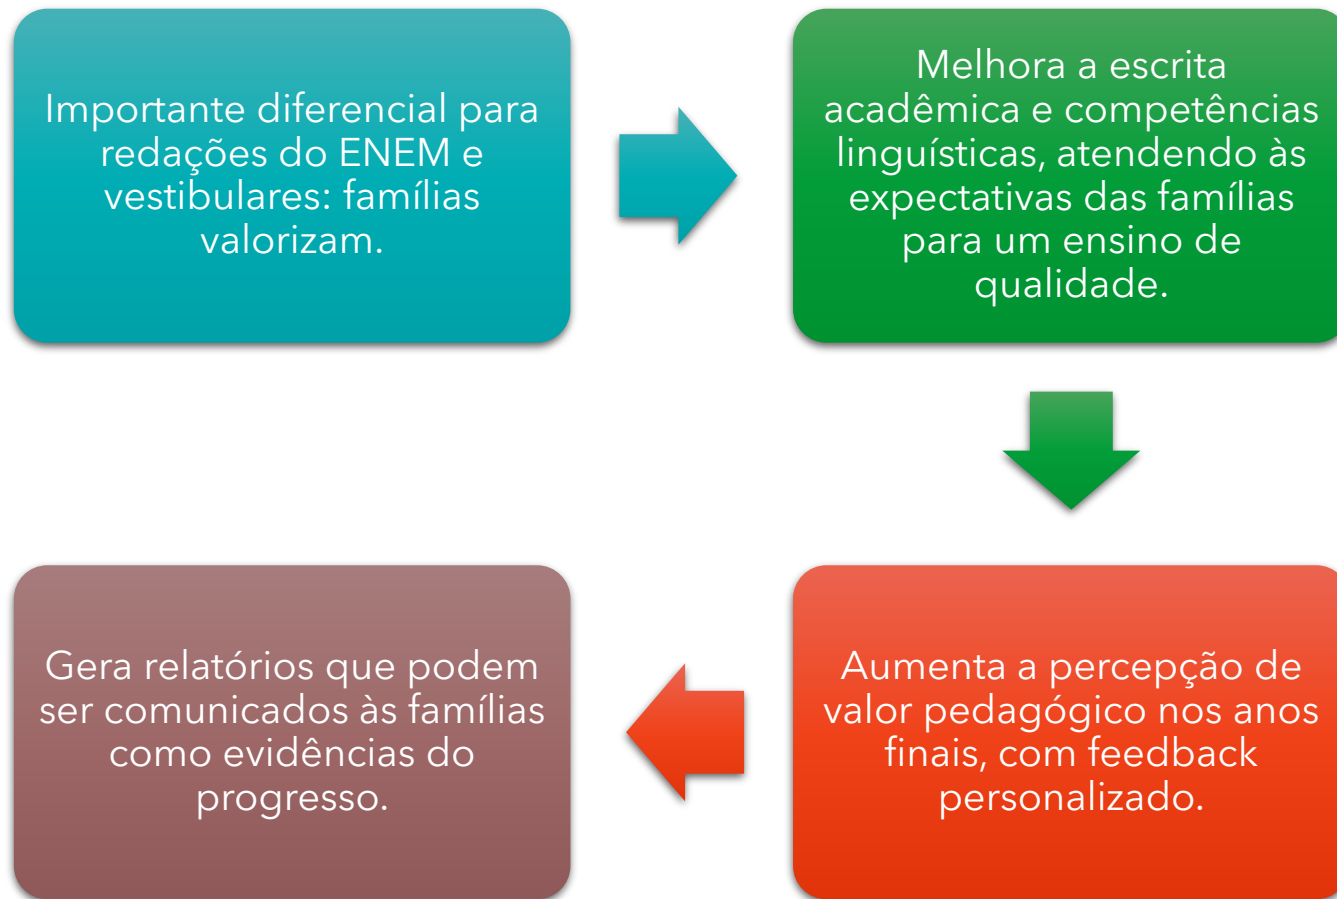 Importante diferencial para
redações do ENEM e
vestibulares: famílias
valorizam.
Melhora a escrita
acadêmica e competências
linguísticas, atendendo às
expectativas das famílias
para um ensino de
qualidade.
Aumenta a percepção de
valor pedagógico nos anos
finais, com feedback
personalizado.
Gera relatórios que podem
ser comunicados às famílias
como evidências do
progresso.